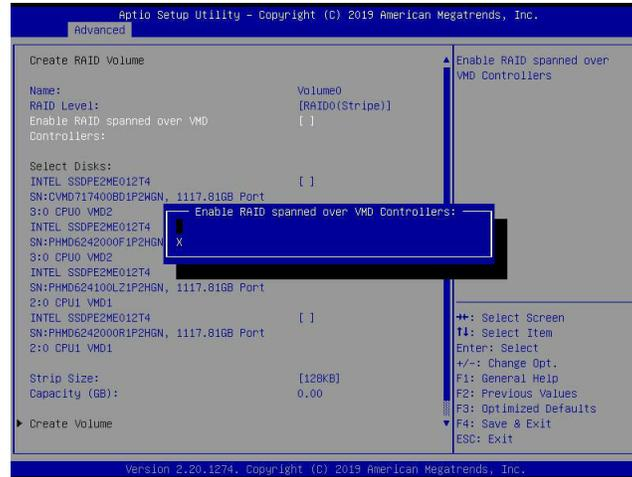 Aptio Setup Utility – Copyright (C) 2019 American Megatrends, Inc.
Advanced
Create RAID Volume
Name: Volume0
RAID Level: [RAID0(Stripe)]
Enable RAID spanned over VMD [ ]
Controllers:
Select Disks:
INTEL SSDPE2ME012T4 [ ]
SN:CVMD717400BD1P2WGN, 1117.81GB Port
3:0 CPU0 VMD2
INTEL SSDPE2ME012T4
SN:PHMD6242000F1P2HGN
3:0 CPU0 VMD2
INTEL SSDPE2ME012T4
SN:PHMD624100LZ1P2HGN, 1117.81GB Port
2:0 CPU1 VMD1
INTEL SSDPE2ME012T4 [ ]
SN:PHMD6242000R1P2HGN, 1117.81GB Port
2:0 CPU1 VMD1
Strip Size: [128KB]
Capacity (GB): 0.00
Create Volume
Enable RAID spanned over VMD Controllers:
X
Enable RAID spanned over
VMD Controllers
→←: Select Screen
↑↓: Select Item
Enter: Select
+/-: Change Opt.
F1: General Help
F2: Previous Values
F3: Optimized Defaults
F4: Save & Exit
ESC: Exit
Version 2.20.1274. Copyright (C) 2019 American Megatrends, Inc.